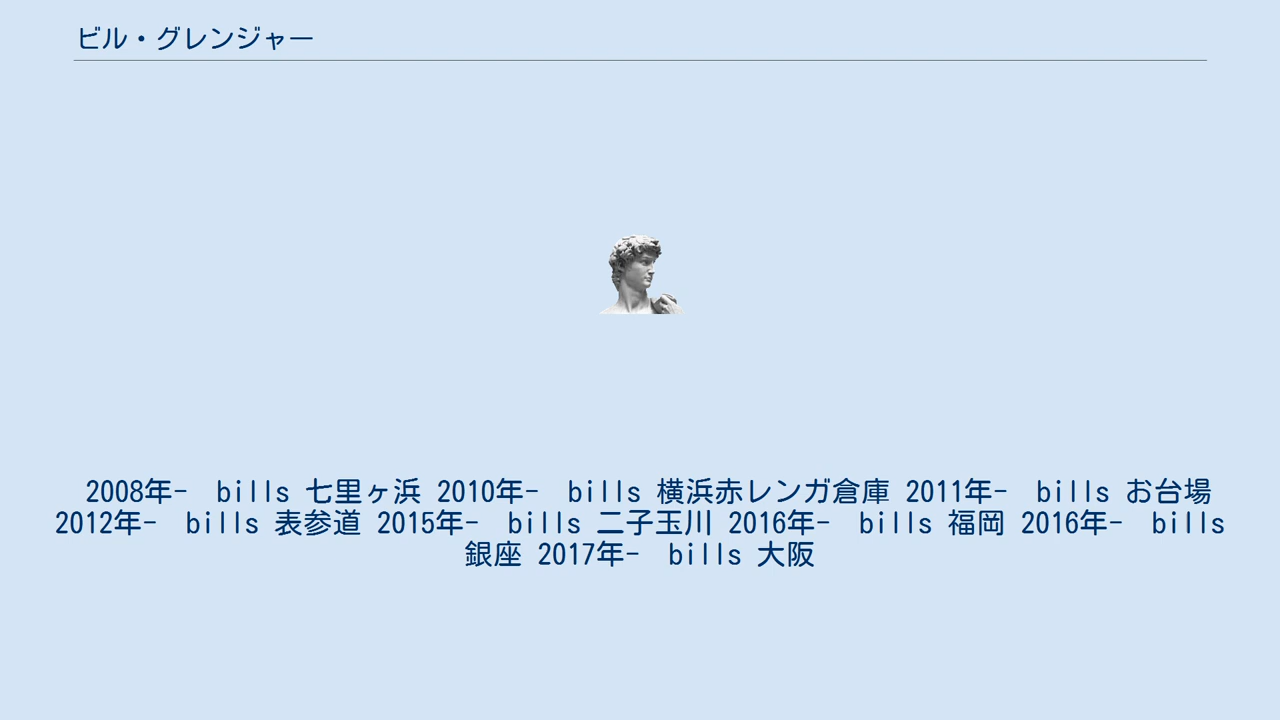 ビル・グレンジャー
2008年-　bills 七里ヶ浜 2010年-　bills 横浜赤レンガ倉庫 2011年-　bills お台場
2012年-　bills 表参道 2015年-　bills 二子玉川 2016年-　bills 福岡 2016年-　bills
銀座 2017年-　bills 大阪